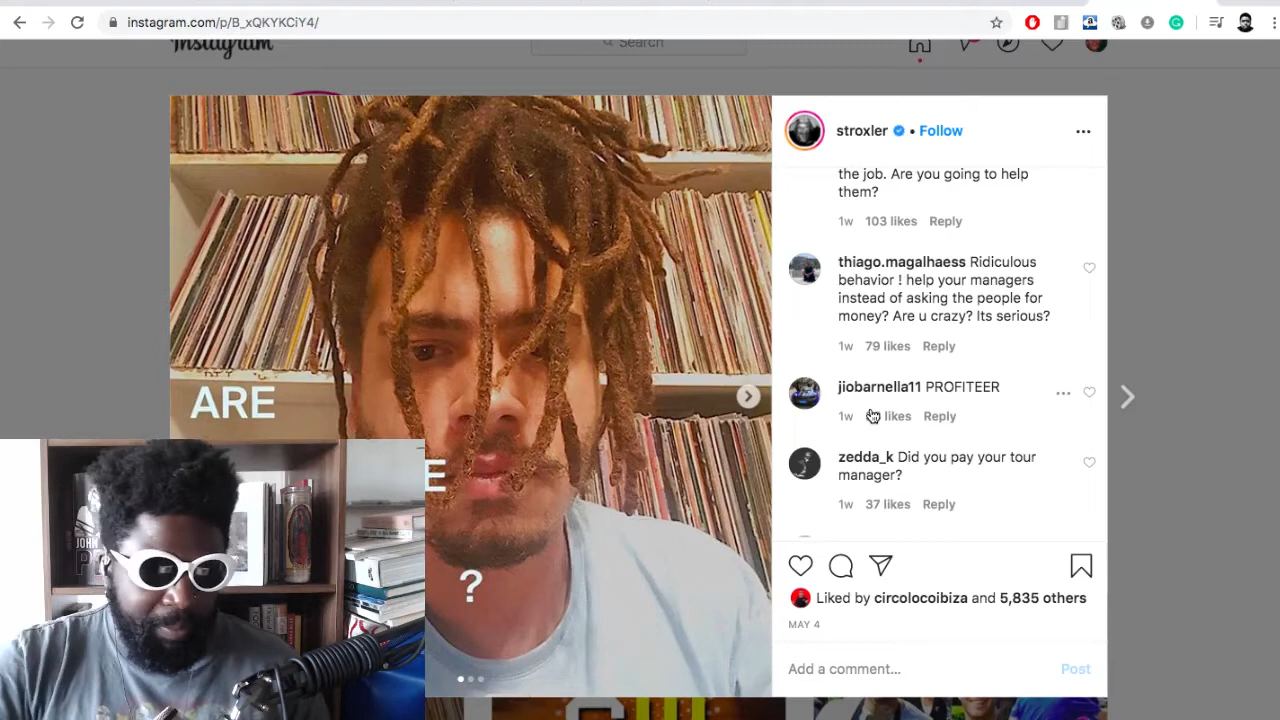 instagram.com/p/B_xQKYKCiY4/
Instagram
Search
stroxler • Follow
the job. Are you going to help
them?
1w 103 likes Reply
thiago.magalhaess Ridiculous
behavior ! help your managers
instead of asking the people for
money? Are u crazy? Its serious?
1w 79 likes Reply
jiobarnella11 PROFITEER
1w likes Reply
zedda_k Did you pay your tour
manager?
1w 37 likes Reply
Liked by circolocoibiza and 5,835 others
MAY 4
Add a comment... Post
ARE
E
?
JOHN